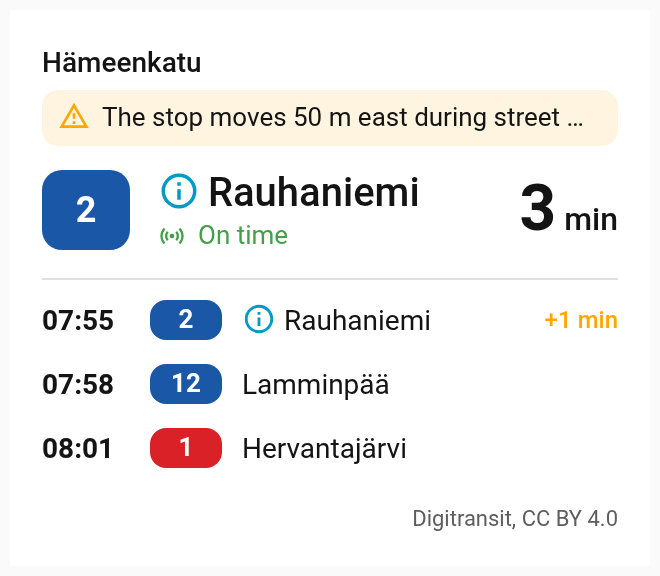 Hämeenkatu
The stop moves 50 m east during street ...
2 Rauhaniemi 3 min
On time
07:55 2 Rauhaniemi +1 min
07:58 12 Lamminpää
08:01 1 Hervantajärvi
Digitransit, CC BY 4.0